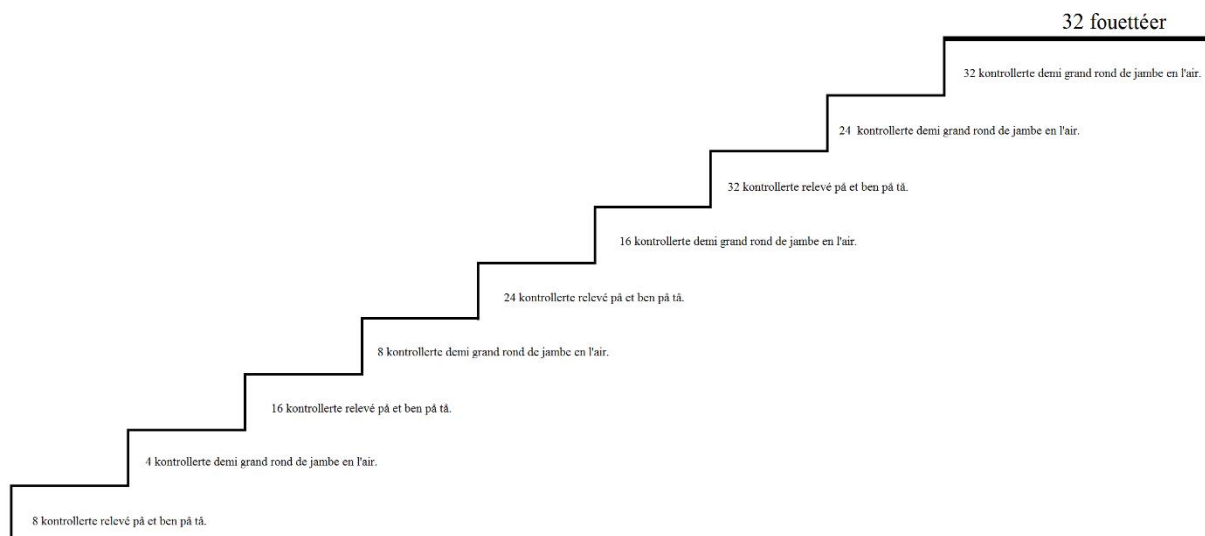 32 fouettéer
32 kontrollerte demi grand rond de jambe en l'air.
24 kontrollerte demi grand rond de jambe en l'air.
32 kontrollerte relevé på et ben på tå.
16 kontrollerte demi grand rond de jambe en l'air.
24 kontrollerte relevé på et ben på tå.
8 kontrollerte demi grand rond de jambe en l'air.
16 kontrollerte relevé på et ben på tå.
4 kontrollerte demi grand rond de jambe en l'air.
8 kontrollerte relevé på et ben på tå.